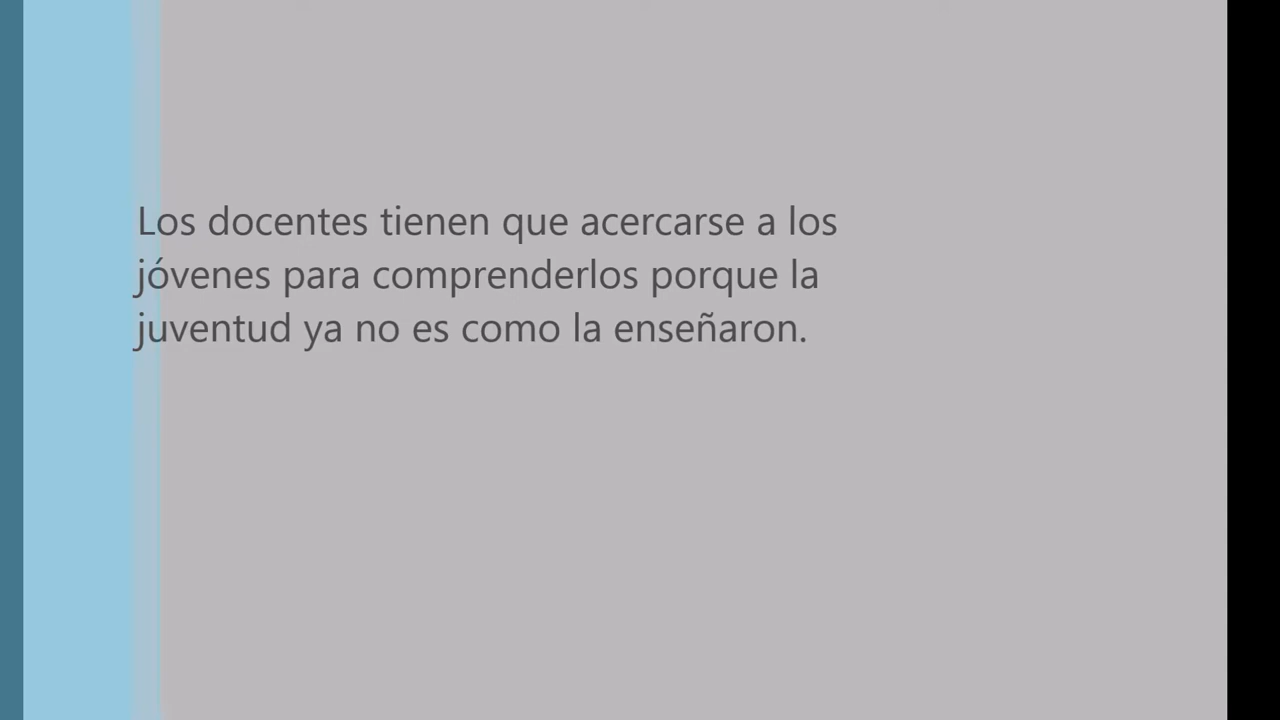 Los docentes tienen que acercarse a los
jóvenes para comprenderlos porque la
juventud ya no es como la enseñaron.